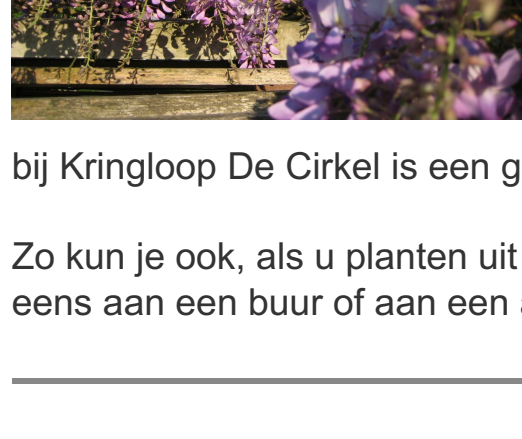 bij Kringloop De Cirkel is een g
Zo kun je ook, als u planten uit
eens aan een buur of aan een